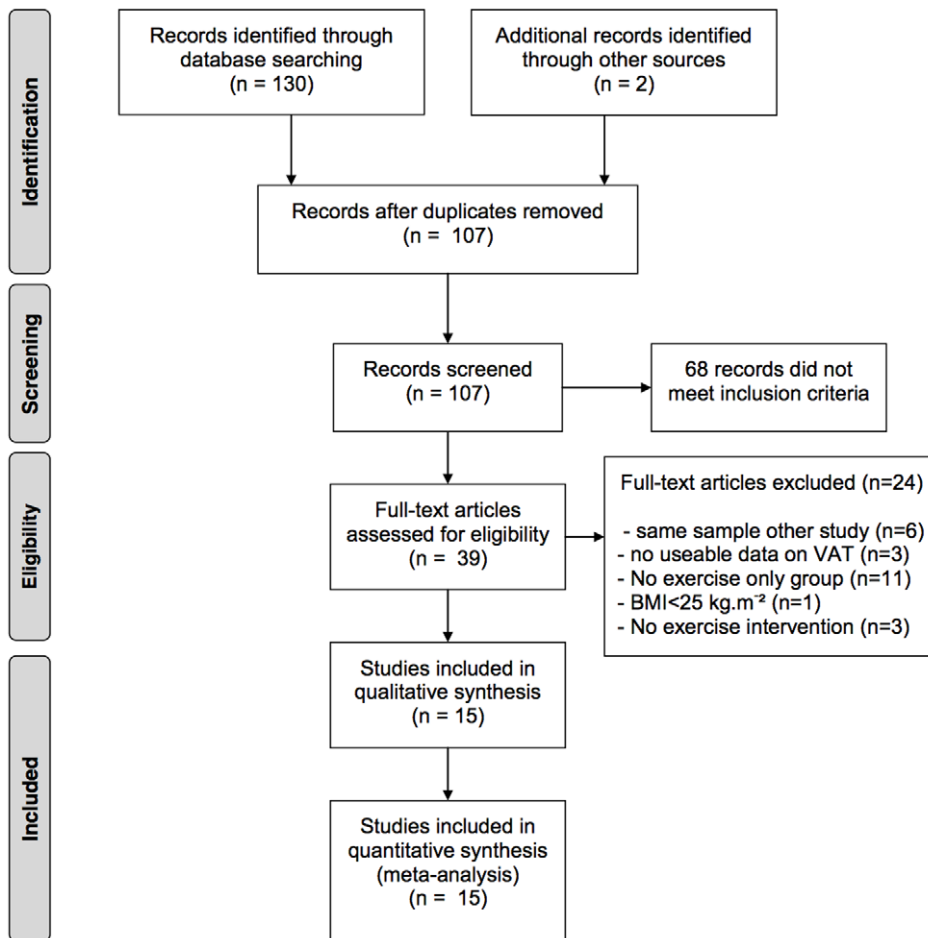 Identification
Records identified through
database searching
(n = 130)
Additional records identified
through other sources
(n = 2)
Records after duplicates removed
(n = 107)
Screening
Records screened
(n = 107)
68 records did not
meet inclusion criteria
Eligibility
Full-text articles
assessed for eligibility
(n = 39)
Full-text articles excluded (n=24)
- same sample other study (n=6)
- no useable data on VAT (n=3)
- No exercise only group (n=11)
- BMI<25 kg.m⁻² (n=1)
- No exercise intervention (n=3)
Included
Studies included in
qualitative synthesis
(n = 15)
Studies included in
quantitative synthesis
(meta-analysis)
(n = 15)